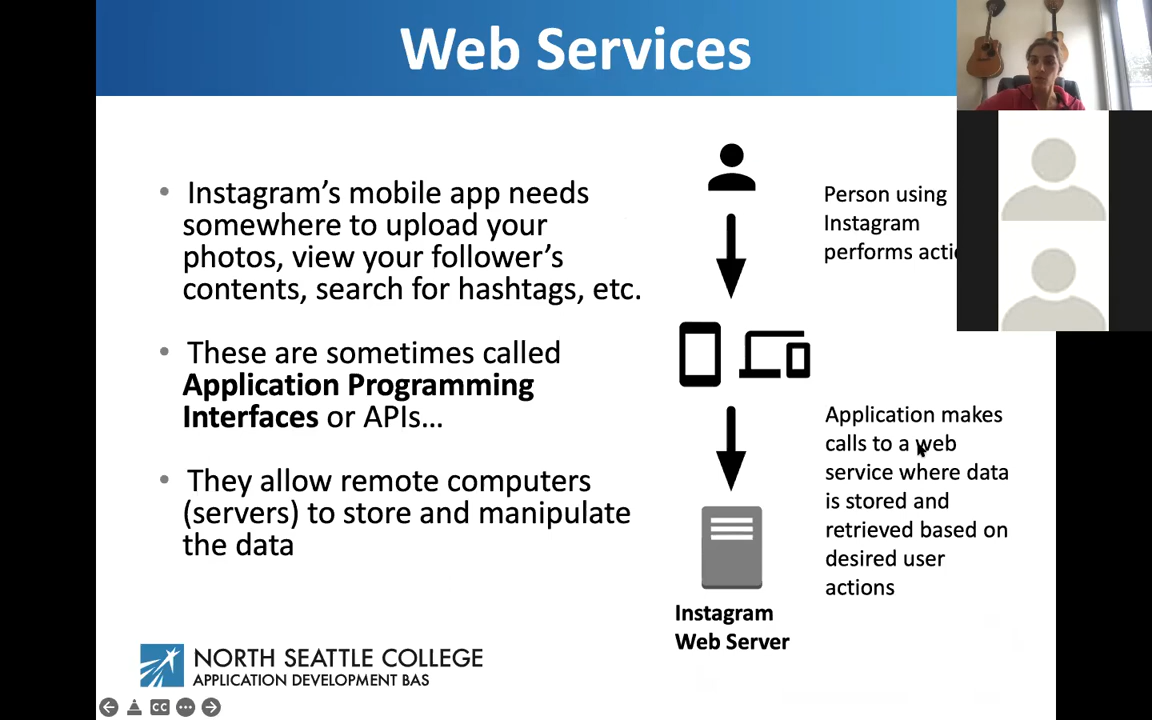 Web Services
Instagram’s mobile app needs
somewhere to upload your
photos, view your follower’s
contents, search for hashtags, etc.
These are sometimes called
Application Programming
Interfaces or APIs…
They allow remote computers
(servers) to store and manipulate
the data
Person using
Instagram
performs
Application makes
calls to a web
service where data
is stored and
retrieved based on
desired user
actions
Instagram
Web Server
NORTH SEATTLE COLLEGE
APPLICATION DEVELOPMENT BAS
CC